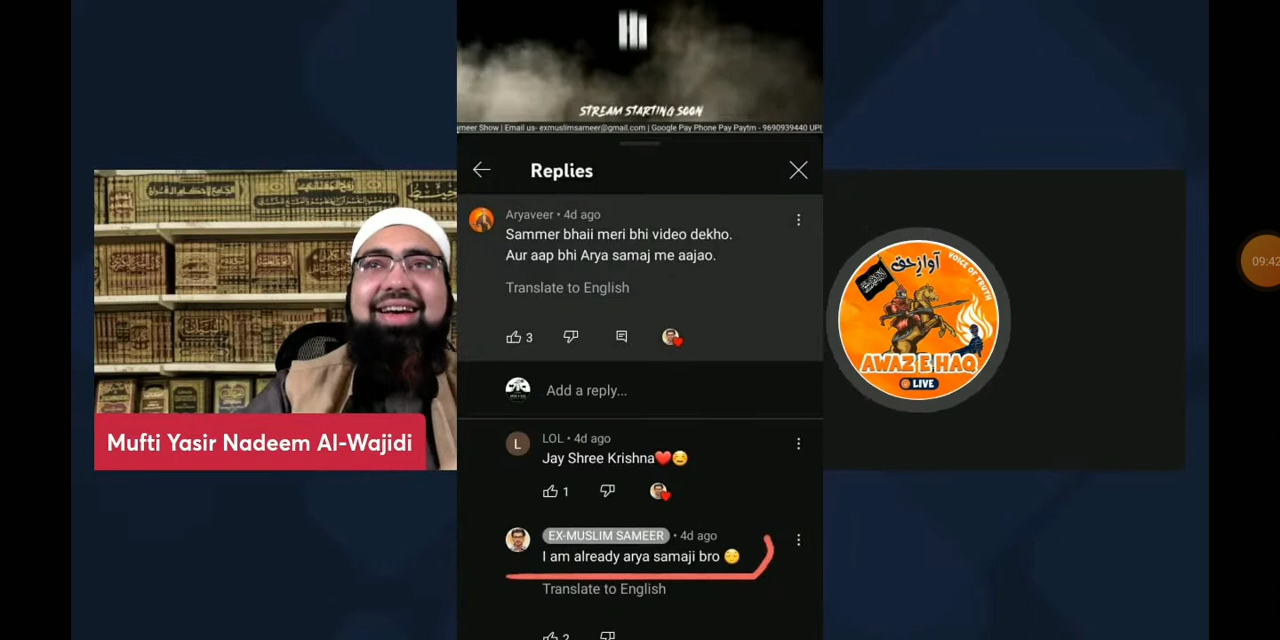 STREAM STARTING SOON
ameer Show | Email us- exmuslimsameer@gmail.com | Google Pay Phone Pay Paytm - 9690939440 UPI
Replies
Aryaveer • 4d ago
Sammer bhaii meri bhi video dekho.
Aur aap bhi Arya samaj me aajao.
Translate to English
3
Add a reply...
L
LOL • 4d ago
Jay Shree Krishna❤️😊
1
EX-MUSLIM SAMEER • 4d ago
I am already arya samaji bro 😊
Translate to English
2
Mufti Yasir Nadeem Al-Wajidi
آوازِ حق
VOICE OF TRUTH
AWAZ E HAQ
LIVE
09:42